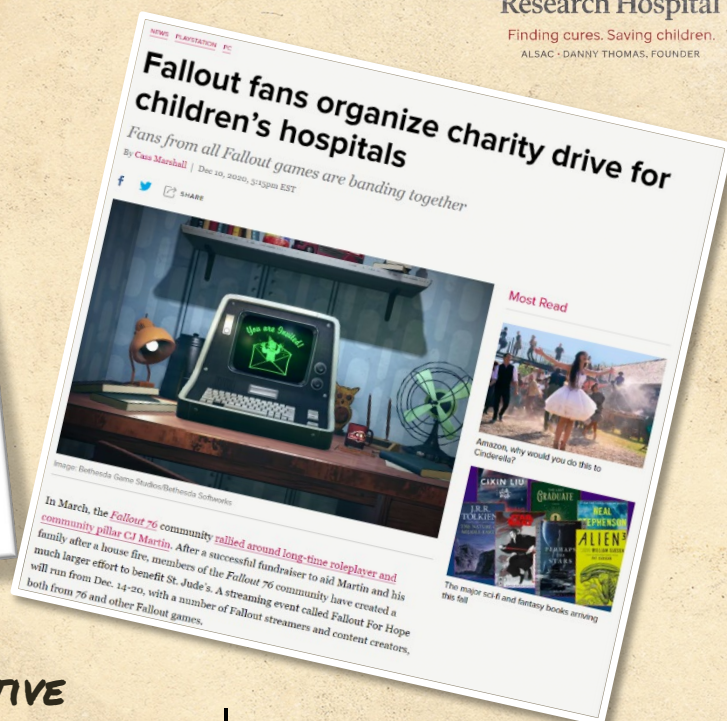 Research Hospital
Finding cures. Saving children.
ALSAC · DANNY THOMAS, FOUNDER
NEWS PLAYSTATION PC
Fallout fans organize charity drive for
children's hospitals
Fans from all Fallout games are banding together
By Cass Marshall | Dec 10, 2020, 5:15pm EST
SHARE
You are Invited!
Image: Bethesda Game Studios/Bethesda Softworks
In March, the Fallout 76 community rallied around long-time roleplayer and
community pillar CJ Martin. After a successful fundraiser to aid Martin and his
family after a house fire, members of the Fallout 76 community have created a
much larger effort to benefit St. Jude's. A streaming event called Fallout For Hope
will run from Dec. 14-20, with a number of Fallout streamers and content creators,
both from 76 and other Fallout games.
Most Read
Amazon, why would you do this to
Cinderella?
CIXIN LIU
GRADUATE
J.R.R.
TOLKIEN
NEAL
STEPHENSON
ALIEN³
WILLIAM GIBSON
PERHAPS
THE
STARS
The major sci-fi and fantasy books arriving
this fall
TIVE